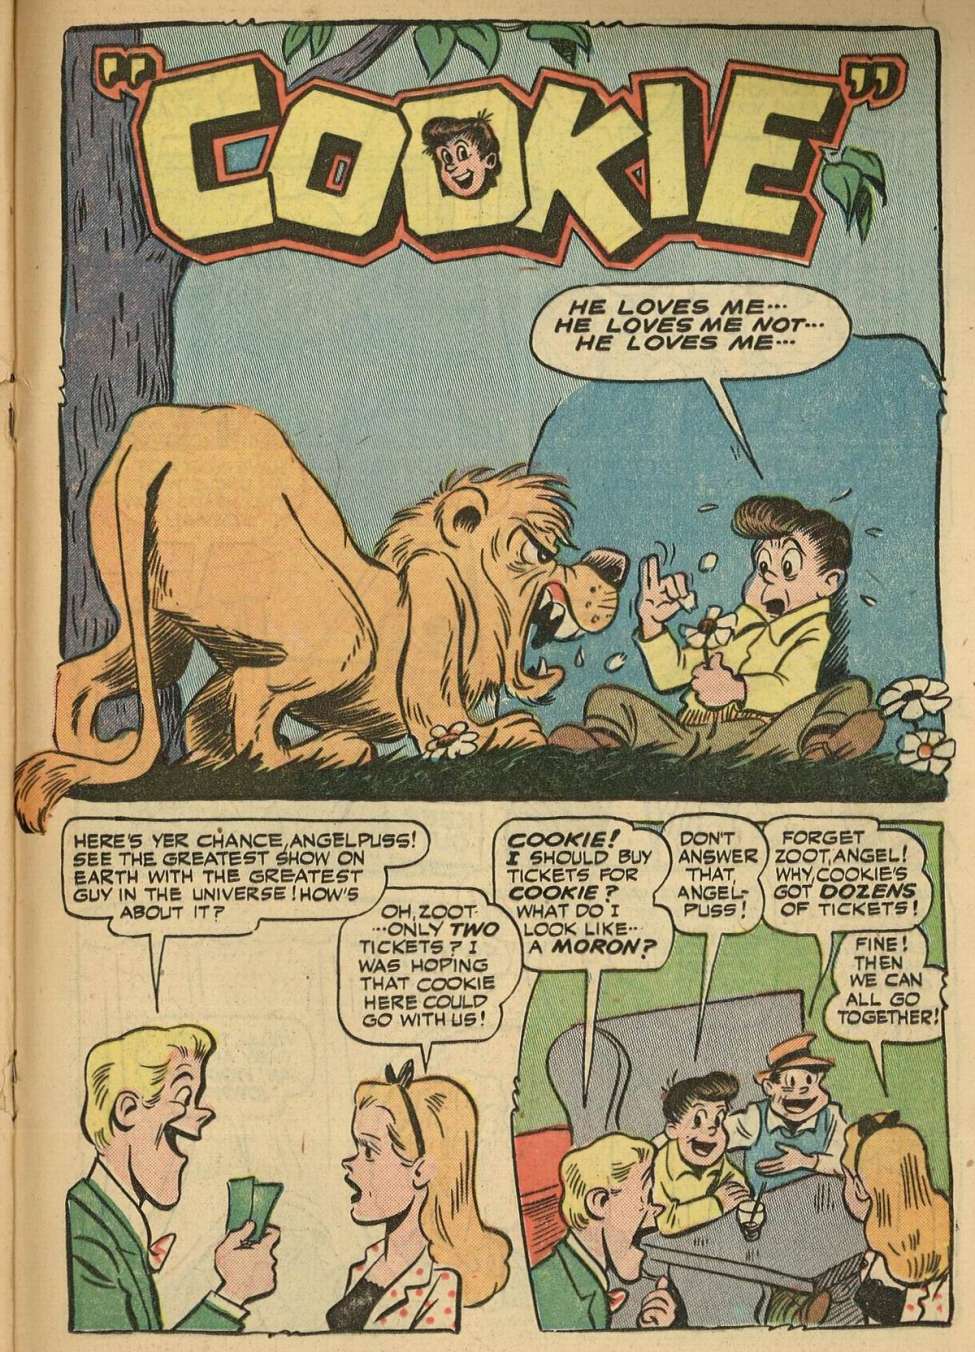 "COOKIE"
HE LOVES ME...
HE LOVES ME NOT...
HE LOVES ME...
HERE'S YER CHANCE, ANGELPUSS!
SEE THE GREATEST SHOW ON
EARTH WITH THE GREATEST
GUY IN THE UNIVERSE! HOW'S
ABOUT IT?
OH, ZOOT...
...ONLY TWO
TICKETS? I
WAS HOPING
THAT COOKIE
HERE COULD
GO WITH US!
COOKIE!
I SHOULD BUY
TICKETS FOR
COOKIE?
WHAT DO I
LOOK LIKE...
A MORON?
DON'T
ANSWER
THAT,
ANGEL-
PUSS!
FORGET
ZOOT, ANGEL!
WHY, COOKIE'S
GOT DOZENS
OF TICKETS!
FINE!
THEN
WE CAN
ALL GO
TOGETHER!